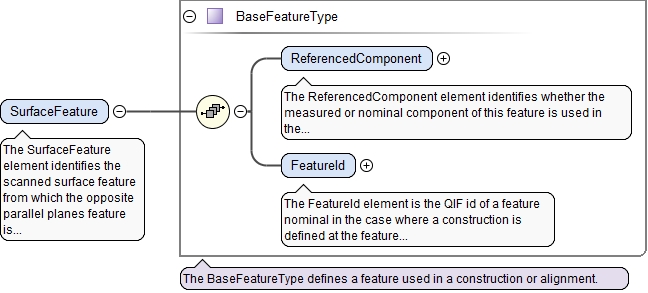 BaseFeatureType
ReferencedComponent
The ReferencedComponent element identifies whether the
measured or nominal component of this feature is used in
the...
SurfaceFeature
The SurfaceFeature
element identifies the
scanned surface feature
from which the opposite
parallel planes feature
is...
FeatureId
The FeatureId element is the QIF id of a feature
nominal in the case where a construction is
defined at the feature...
The BaseFeatureType defines a feature used in a construction or alignment.